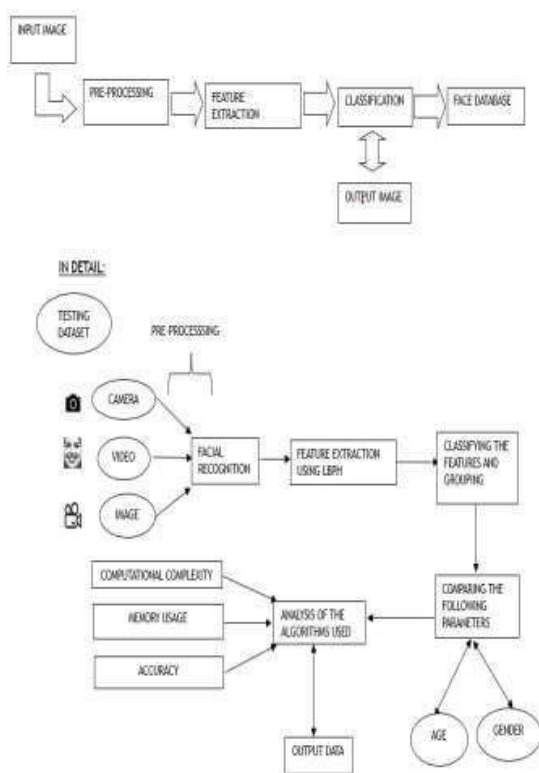 INPUT IMAGE
PRE-PROCESSING
FEATURE
EXTRACTION
CLASSIFICATION
FACE DATABASE
OUTPUT IMAGE
IN DETAIL:
TESTING
DATASET
PRE-PROCESSSING
CAMERA
VIDEO
IMAGE
FACIAL
RECOGNITION
FEATURE EXTRACTION
USING LBPH
CLASSIFYING THE
FEATURES AND
GROUPING
COMPUTATIONAL COMPLEXITY
MEMORY USAGE
ACCURACY
ANALYSIS OF THE
ALGORITHMS USED
COMPARING THE
FOLLOWING
PARAMETERS
AGE
GENDER
OUTPUT DATA